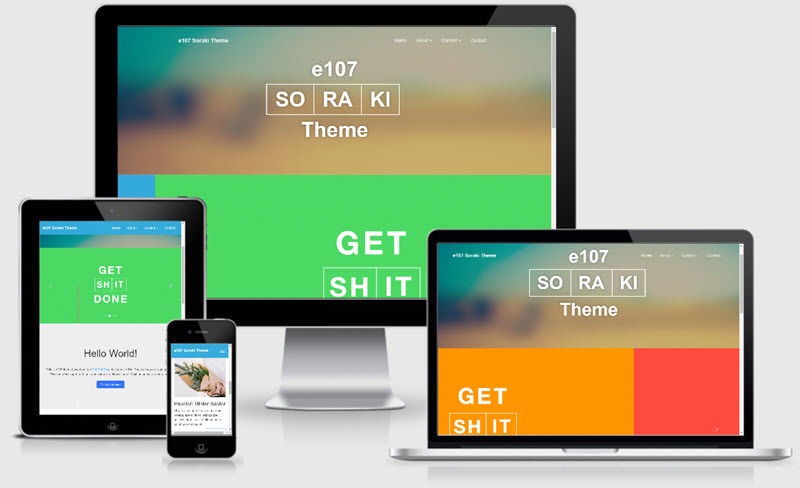 e107 Soraki Theme
Home About Content Contact
e107
SO RA KI
Theme
GET
SH IT
e107 Soraki Theme
Home About Content Contact
GET
SH IT
DONE
Hello World!
e107 Soraki Theme
e107 Soraki Theme
Home About Content Contact
e107
SO RA KI
Theme
GET
SH IT